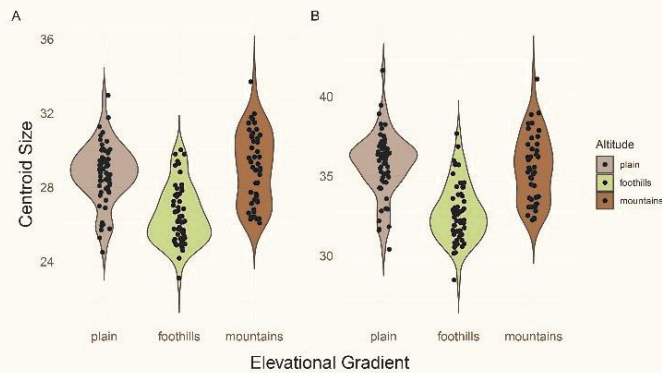 A
B
36
32
28
24
Centroid Size
40
35
30
Altitude
plain
foothills
mountains
plain
foothills
mountains
plain
foothills
mountains
Elevational Gradient